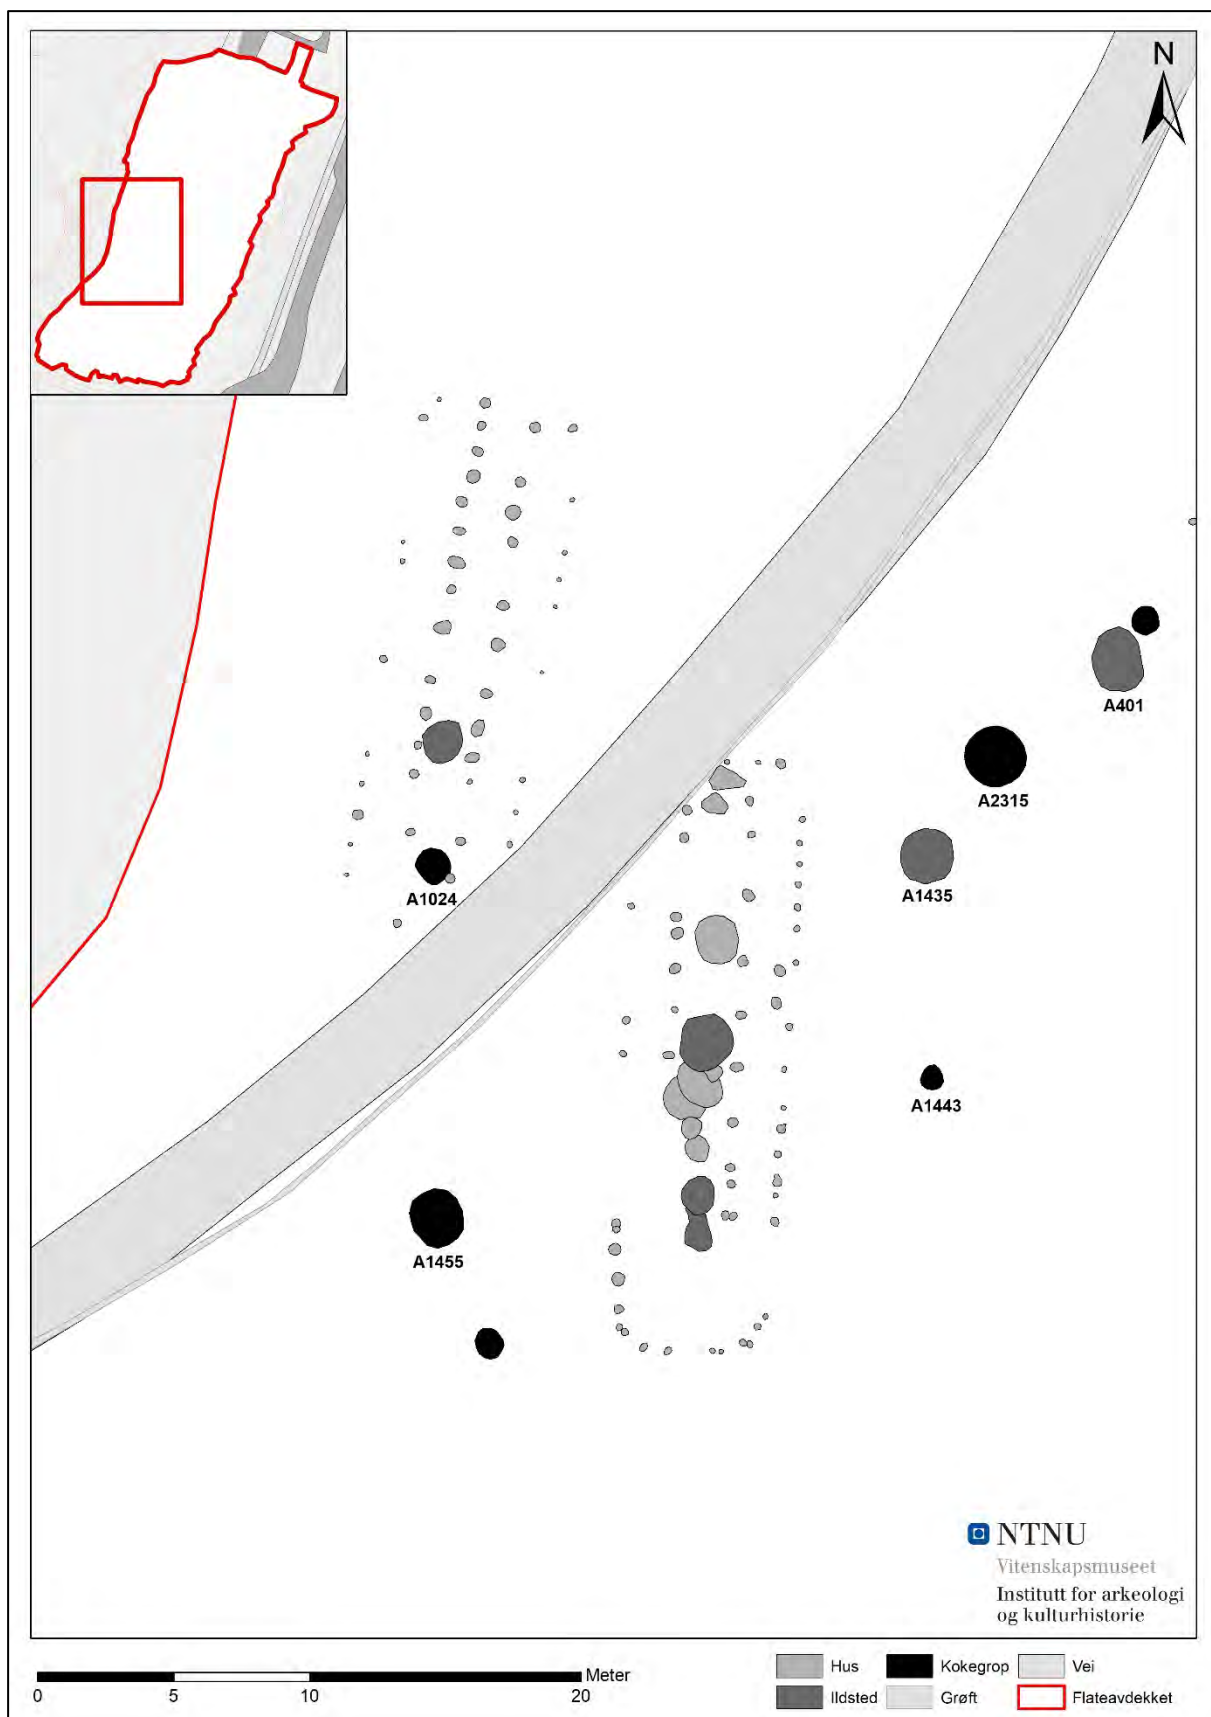 N
A401
A2315
A1435
A1024
A1443
A1455
NTNU
Vitenskapsmuseet
Institutt for arkeologi
og kulturhistorie
Meter
0 5 10 20
Hus Kokegrop Vei
Ildsted Grøft Flateavdekket